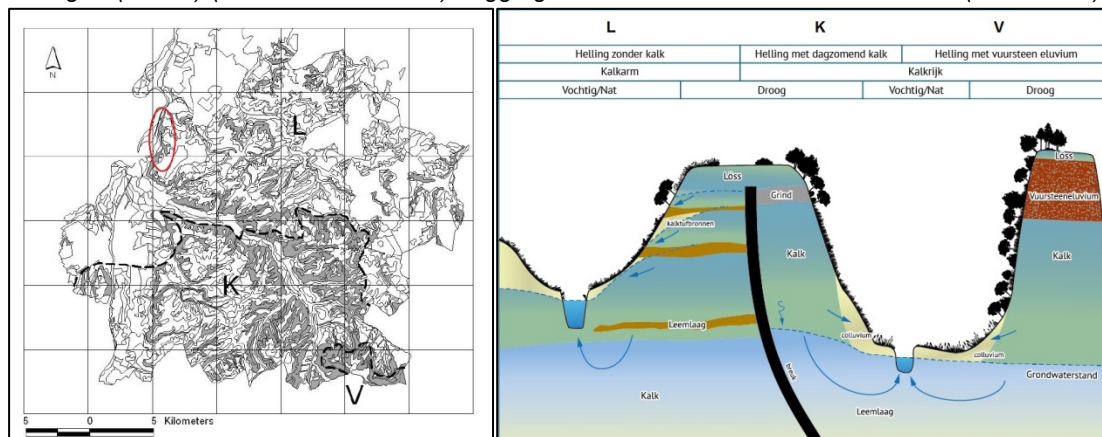 N
L
K
V
5 0 5 Kilometers
L K V
Helling zonder kalk Helling met dagzomend kalk Helling met vuursteen eluvium
Kalkarm Kalkrijk
Vochtig/Nat Droog Vochtig/Nat Droog
Löss
Löss
Grind
Vuursteeneluvium
kalktufbronnen
Kalk
Kalk
Leemlaag
colluvium
colluvium
breuk
Grondwaterstand
Kalk
Leemlaag